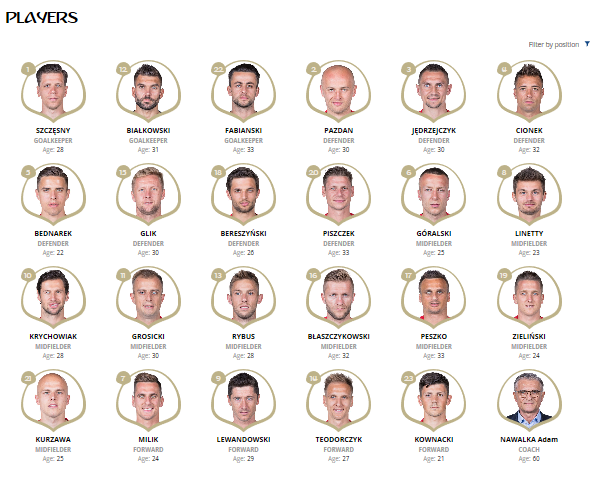 PLAYERS
Filter by position
1 12 22 2 3 4
SZCZĘSNY BIAŁKOWSKI FABIANSKI PAZDAN JĘDRZEJCZYK CIONEK
GOALKEEPER GOALKEEPER GOALKEEPER DEFENDER DEFENDER DEFENDER
Age: 28 Age: 31 Age: 33 Age: 30 Age: 30 Age: 32
5 15 18 20 6 8
BEDNAREK GLIK BERESZYŃSKI PISZCZEK GÓRALSKI LINETTY
DEFENDER DEFENDER DEFENDER DEFENDER MIDFIELDER MIDFIELDER
Age: 22 Age: 30 Age: 26 Age: 33 Age: 25 Age: 23
10 11 13 16 17 19
KRYCHOWIAK GROSICKI RYBUS BŁASZCZYKOWSKI PESZKO ZIELIŃSKI
MIDFIELDER MIDFIELDER MIDFIELDER MIDFIELDER MIDFIELDER MIDFIELDER
Age: 28 Age: 30 Age: 28 Age: 32 Age: 33 Age: 24
21 7 9 14 23
KURZAWA MILIK LEWANDOWSKI TEODORCZYK KOWNACKI NAWALKA Adam
MIDFIELDER FORWARD FORWARD FORWARD FORWARD COACH
Age: 25 Age: 24 Age: 29 Age: 27 Age: 21 Age: 60